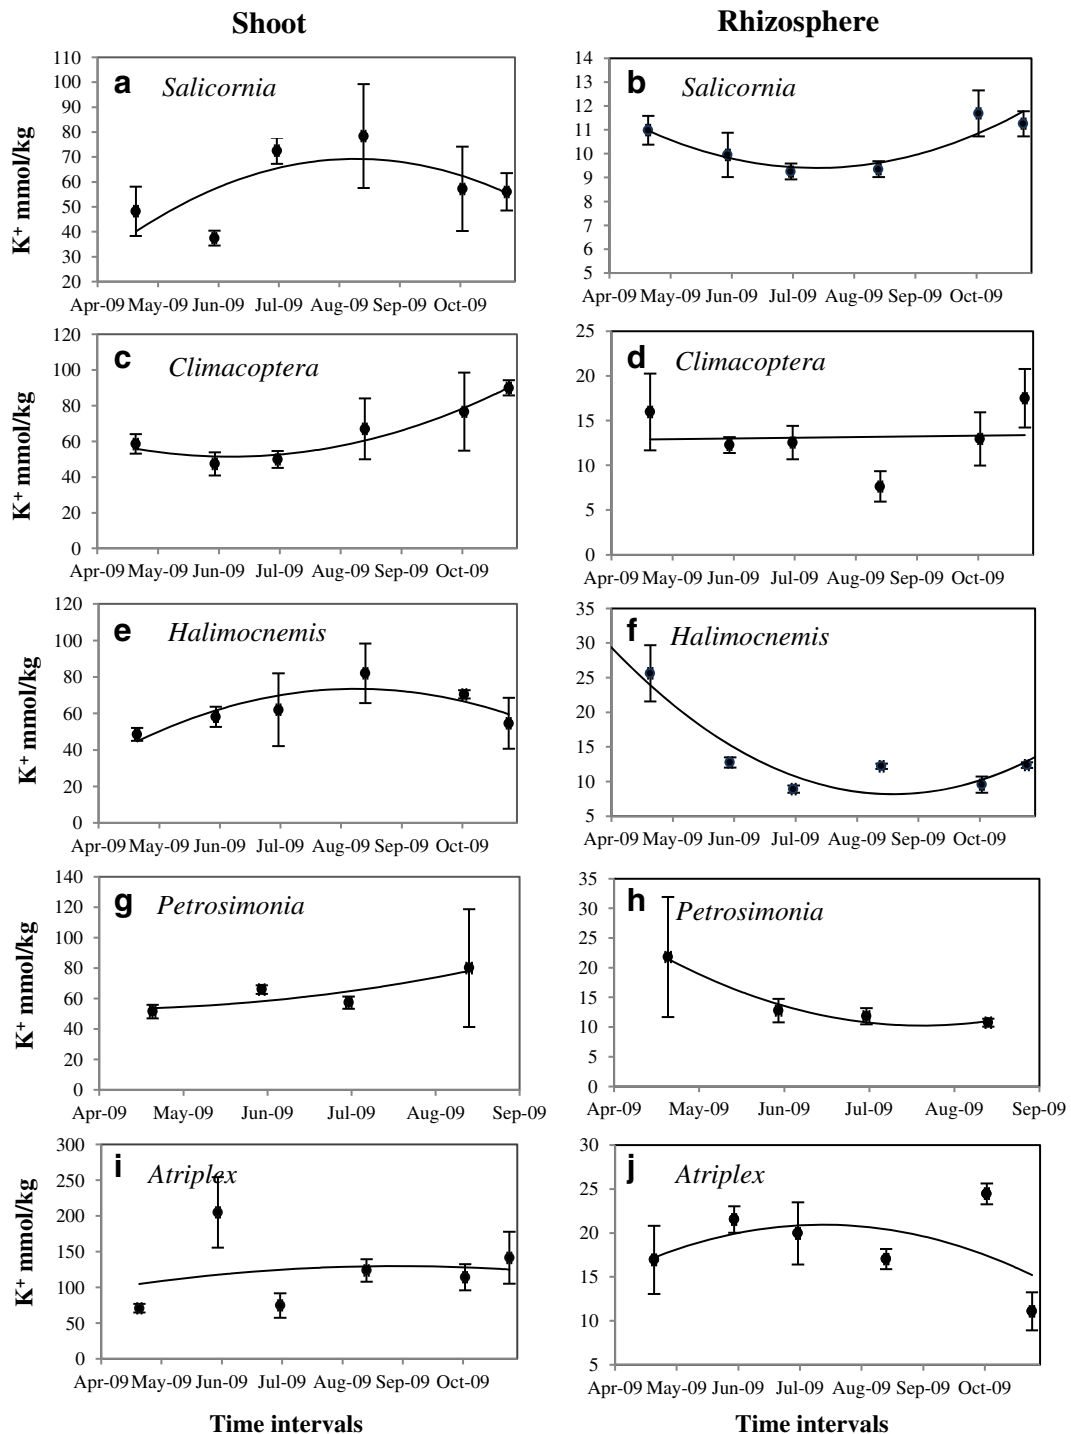 Shoot
Rhizosphere
K+ mmol/kg
110
100
90
80
70
60
50
40
30
20
a Salicornia
Apr-09 May-09 Jun-09 Jul-09 Aug-09 Sep-09 Oct-09
14
13
12
11
10
9
8
7
6
5
b Salicornia
Apr-09 May-09 Jun-09 Jul-09 Aug-09 Sep-09 Oct-09
K+ mmol/kg
120
100
80
60
40
20
0
c Climacoptera
Apr-09 May-09 Jun-09 Jul-09 Aug-09 Sep-09 Oct-09
25
20
15
10
5
0
d Climacoptera
Apr-09 May-09 Jun-09 Jul-09 Aug-09 Sep-09 Oct-09
K+ mmol/kg
120
100
80
60
40
20
0
e Halimocnemis
Apr-09 May-09 Jun-09 Jul-09 Aug-09 Sep-09 Oct-09
35
30
25
20
15
10
5
f Halimocnemis
Apr-09 May-09 Jun-09 Jul-09 Aug-09 Sep-09 Oct-09
K+ mmol/kg
140
120
100
80
60
40
20
0
g Petrosimonia
Apr-09 May-09 Jun-09 Jul-09 Aug-09 Sep-09
35
30
25
20
15
10
5
0
h Petrosimonia
Apr-09 May-09 Jun-09 Jul-09 Aug-09 Sep-09
K+ mmol/kg
300
250
200
150
100
50
0
i Atriplex
Apr-09 May-09 Jun-09 Jul-09 Aug-09 Sep-09 Oct-09
Time intervals
30
25
20
15
10
5
j Atriplex
Apr-09 May-09 Jun-09 Jul-09 Aug-09 Sep-09 Oct-09
Time intervals